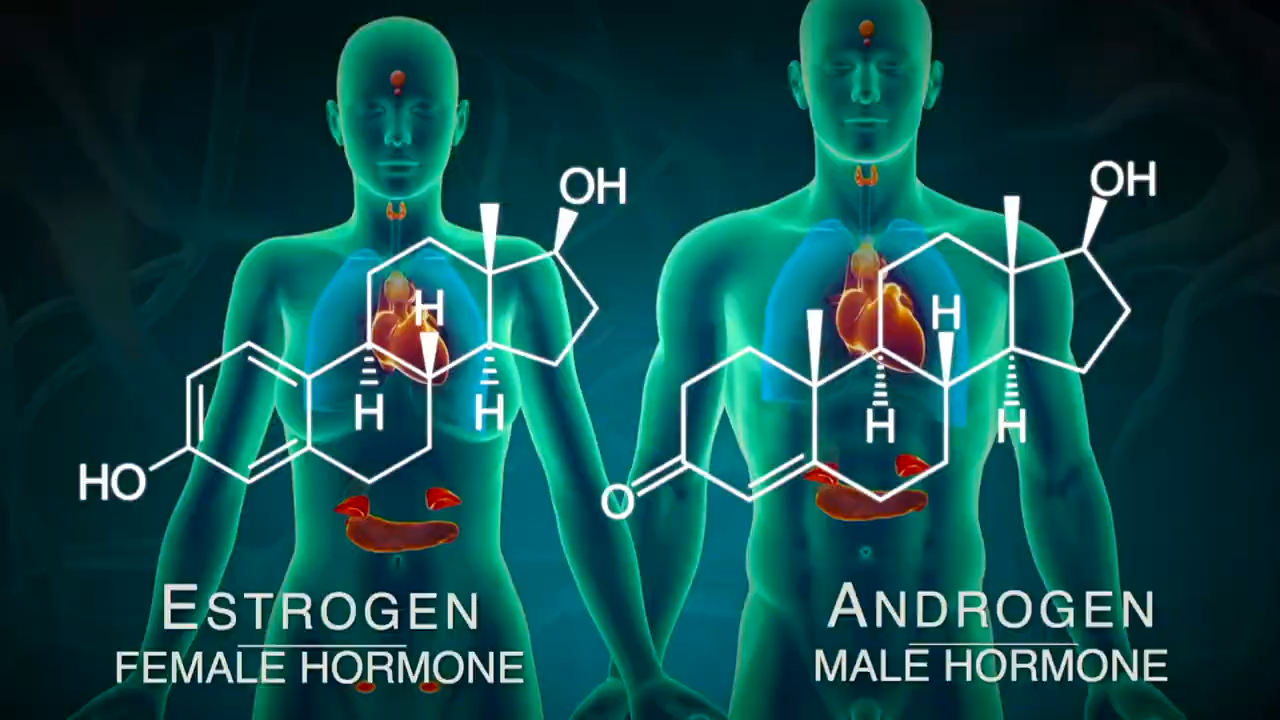 OH
H
H
H
HO
ESTROGEN
FEMALE HORMONE
OH
H
H
H
O
ANDROGEN
MALE HORMONE